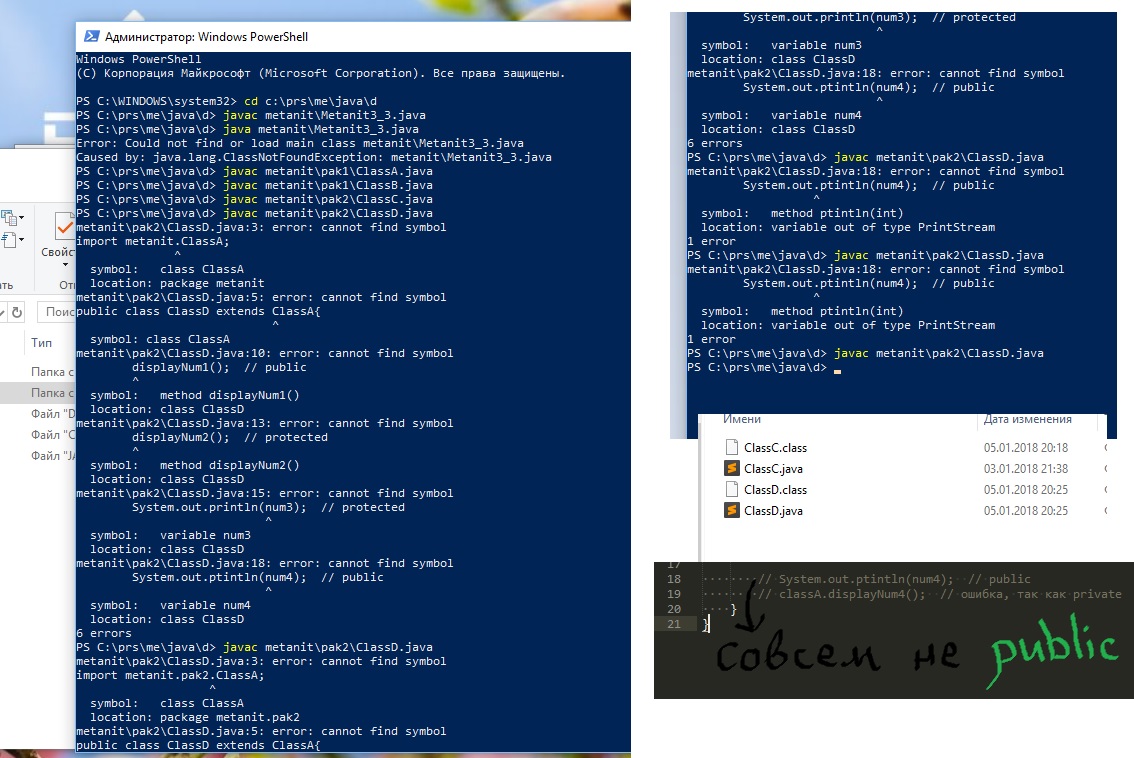 Администратор: Windows PowerShell
Windows PowerShell
(C) Корпорация Майкрософт (Microsoft Corporation). Все права защищены.
PS C:\WINDOWS\system32> cd c:\prs\me\java\d
PS C:\prs\me\java\d> javac metanit\Metanit3_3.java
PS C:\prs\me\java\d> java metanit\Metanit3_3.java
Error: Could not find or load main class metanit\Metanit3_3.java
Caused by: java.lang.ClassNotFoundException: metanit\Metanit3_3.java
PS C:\prs\me\java\d> javac metanit\pak1\ClassA.java
PS C:\prs\me\java\d> javac metanit\pak1\ClassB.java
PS C:\prs\me\java\d> javac metanit\pak2\ClassC.java
PS C:\prs\me\java\d> javac metanit\pak2\ClassD.java
metanit\pak2\ClassD.java:3: error: cannot find symbol
import metanit.ClassA;
^
symbol:   class ClassA
location: package metanit
metanit\pak2\ClassD.java:5: error: cannot find symbol
public class ClassD extends ClassA{
^
symbol: class ClassA
metanit\pak2\ClassD.java:10: error: cannot find symbol
displayNum1();  // public
^
symbol:   method displayNum1()
location: class ClassD
metanit\pak2\ClassD.java:13: error: cannot find symbol
displayNum2();  // protected
^
symbol:   method displayNum2()
location: class ClassD
metanit\pak2\ClassD.java:15: error: cannot find symbol
System.out.println(num3);  // protected
^
symbol:   variable num3
location: class ClassD
metanit\pak2\ClassD.java:18: error: cannot find symbol
System.out.ptintln(num4);  // public
^
symbol:   variable num4
location: class ClassD
6 errors
PS C:\prs\me\java\d> javac metanit\pak2\ClassD.java
metanit\pak2\ClassD.java:3: error: cannot find symbol
import metanit.pak2.ClassA;
^
symbol:   class ClassA
location: package metanit.pak2
metanit\pak2\ClassD.java:5: error: cannot find symbol
public class ClassD extends ClassA{
Свойс
Тип
Поис
Папка с
Папка с
Файл "D
Файл "C
Файл "JA
System.out.println(num3);  // protected
^
symbol:   variable num3
location: class ClassD
metanit\pak2\ClassD.java:18: error: cannot find symbol
System.out.ptintln(num4);  // public
^
symbol:   variable num4
location: class ClassD
6 errors
PS C:\prs\me\java\d> javac metanit\pak2\ClassD.java
metanit\pak2\ClassD.java:18: error: cannot find symbol
System.out.ptintln(num4);  // public
^
symbol:   method ptintln(int)
location: variable out of type PrintStream
1 error
PS C:\prs\me\java\d> javac metanit\pak2\ClassD.java
metanit\pak2\ClassD.java:18: error: cannot find symbol
System.out.ptintln(num4);  // public
^
symbol:   method ptintln(int)
location: variable out of type PrintStream
1 error
PS C:\prs\me\java\d> javac metanit\pak2\ClassD.java
PS C:\prs\me\java\d>
Имени Дата изменения
ClassC.class 05.01.2018 20:18
ClassC.java 03.01.2018 21:38
ClassD.class 05.01.2018 20:25
ClassD.java 05.01.2018 20:25
17
18 // System.out.ptintln(num4);  // public
19 // classA.displayNum4();  // ошибка, так как private
20 }
21 }
совсем не public